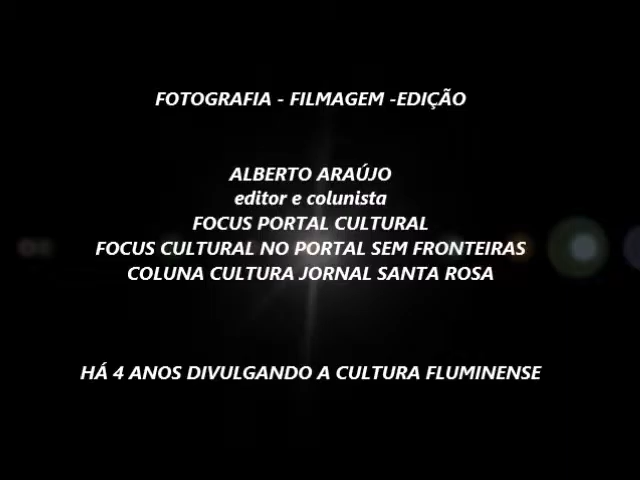 FOTOGRAFIA - FILMAGEM -EDIÇÃO
ALBERTO ARAÚJO
editor e colunista
FOCUS PORTAL CULTURAL
FOCUS CULTURAL NO PORTAL SEM FRONTEIRAS
COLUNA CULTURA JORNAL SANTA ROSA
HÁ 4 ANOS DIVULGANDO A CULTURA FLUMINENSE